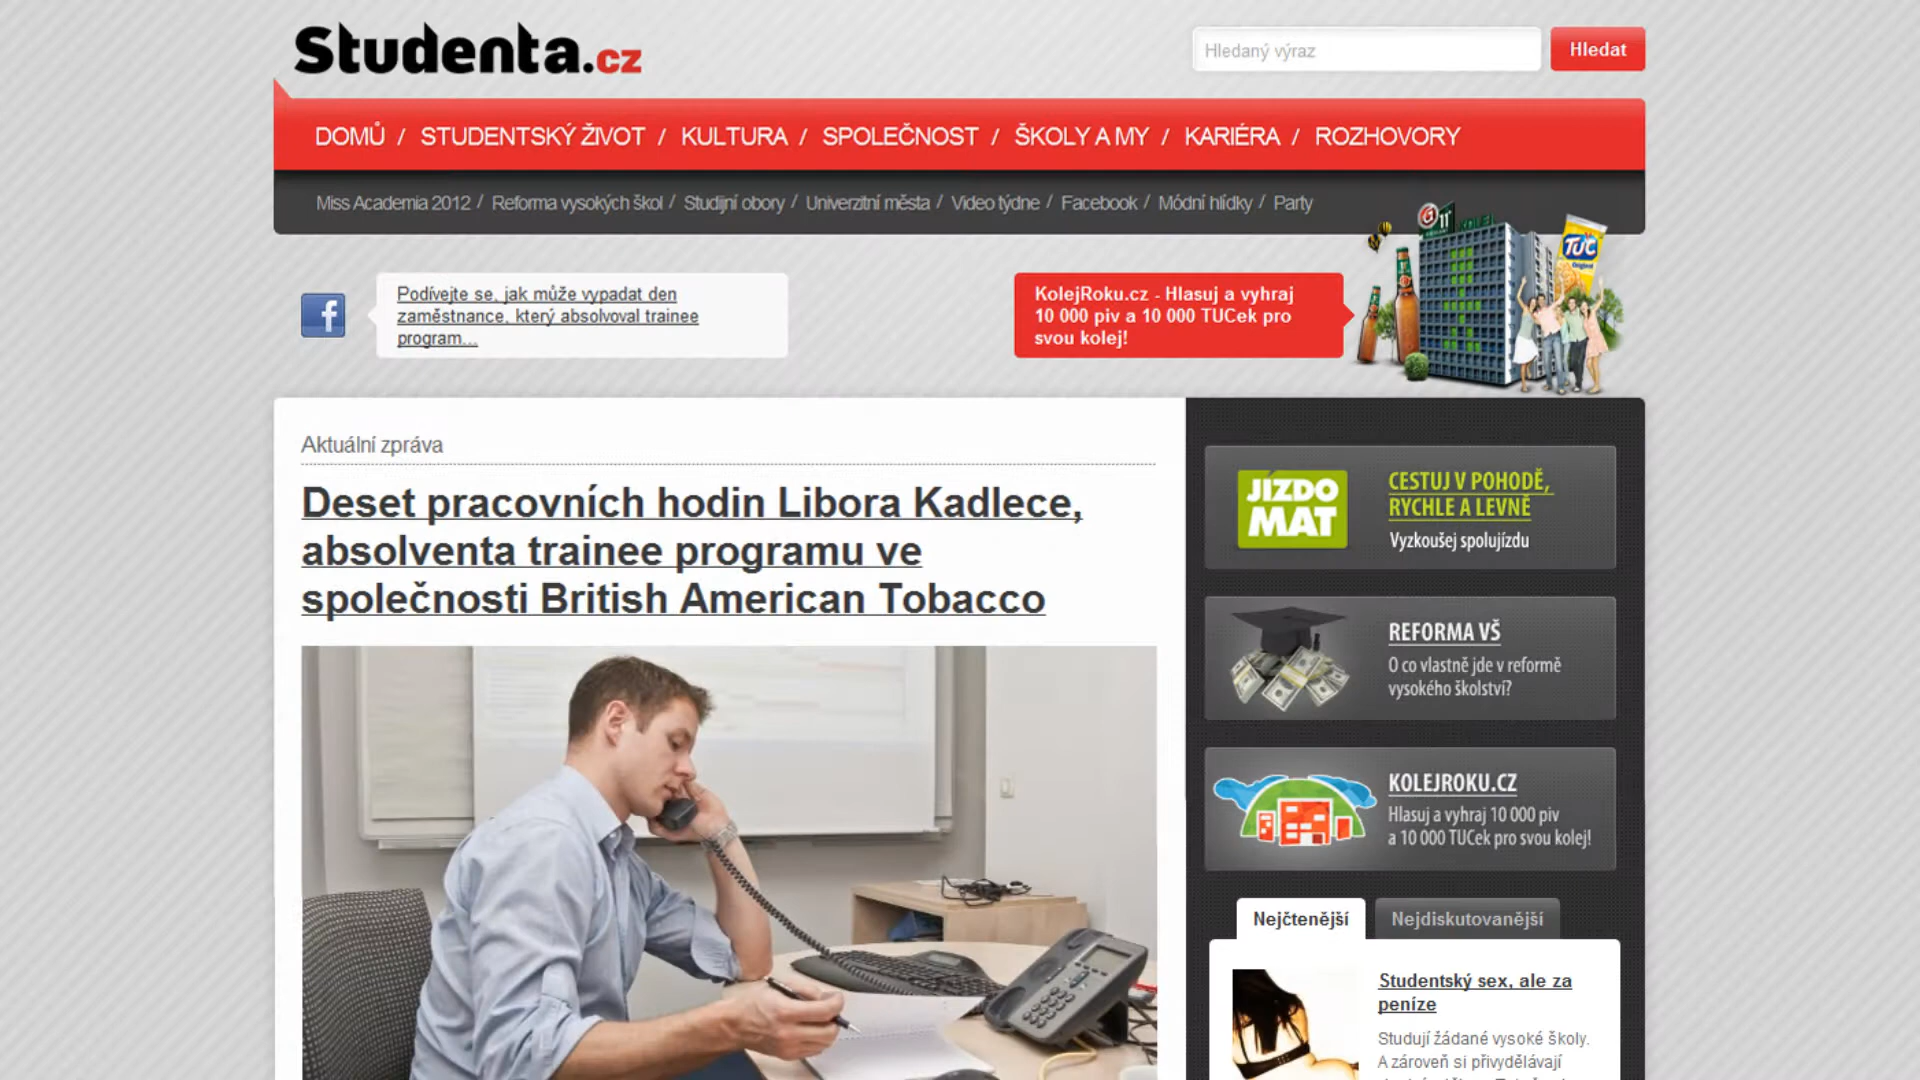 Studenta.cz
Hledaný výraz
Hledat
DOMŮ / STUDENTSKÝ ŽIVOT / KULTURA / SPOLEČNOST / ŠKOLY A MY / KARIÉRA / ROZHOVORY
Miss Academia 2012 / Reforma vysokých škol / Studijní obory / Univerzitní města / Video týdne / Facebook / Módní hlídky / Party
Podívejte se, jak může vypadat den
zaměstnance, který absolvoval trainee
program...
KolejRoku.cz - Hlasuj a vyhraj
10 000 piv a 10 000 TUCek pro
svou kolej!
TUC
Original
Aktuální zpráva
Deset pracovních hodin Libora Kadlece,
absolventa trainee programu ve
společnosti British American Tobacco
JÍZDO
MAT
CESTUJ V POHODĚ,
RYCHLE A LEVNĚ
Vyzkoušej spolujízdu
REFORMA VŠ
O co vlastně jde v reformě
vysokého školství?
KOLEJROKU.CZ
Hlasuj a vyhraj 10 000 piv
a 10 000 TUCek pro svou kolej!
Nejčtenější
Nejdiskutovanější
Studentský sex, ale za
peníze
Studují žádané vysoké školy.
A zároveň si přivydělávají